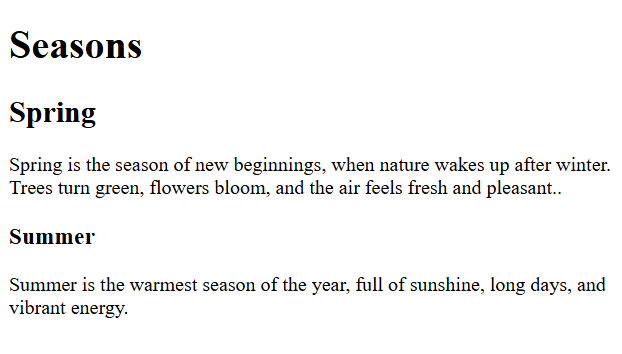 Seasons
Spring
Spring is the season of new beginnings, when nature wakes up after winter.
Trees turn green, flowers bloom, and the air feels fresh and pleasant..
Summer
Summer is the warmest season of the year, full of sunshine, long days, and
vibrant energy.